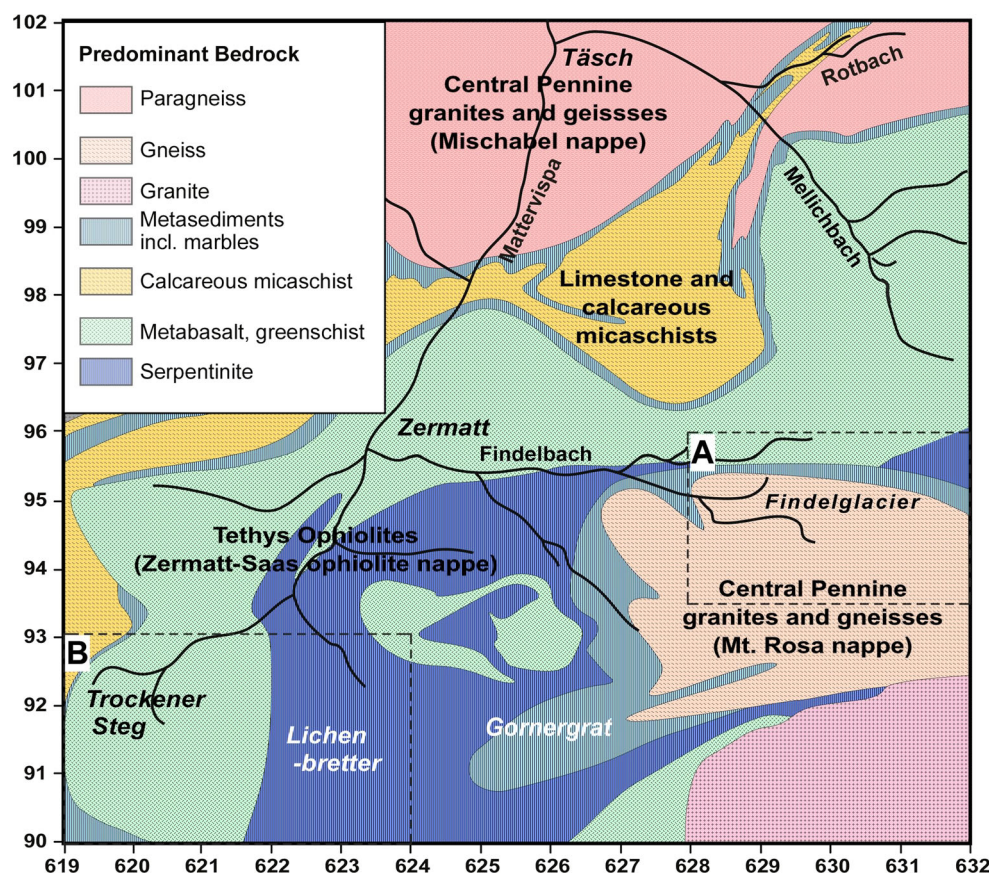 Predominant Bedrock
Paragneiss
Gneiss
Granite
Metasediments
incl. marbles
Calcareous micaschist
Metabasalt, greenschist
Serpentinite
Täsch
Central Pennine
granites and geissses
(Mischabel nappe)
Rotbach
Mattervispa
Mellichbach
Limestone and
calcareous
micaschists
Zermatt
Findelbach
A
Findelglacier
Tethys Ophiolites
(Zermatt-Saas ophiolite nappe)
Central Pennine
granites and gneisses
(Mt. Rosa nappe)
B
Trockener
Steg
Lichen
-bretter
Gornergrat
102
101
100
99
98
97
96
95
94
93
92
91
90
619 620 621 622 623 624 625 626 627 628 629 630 631 632